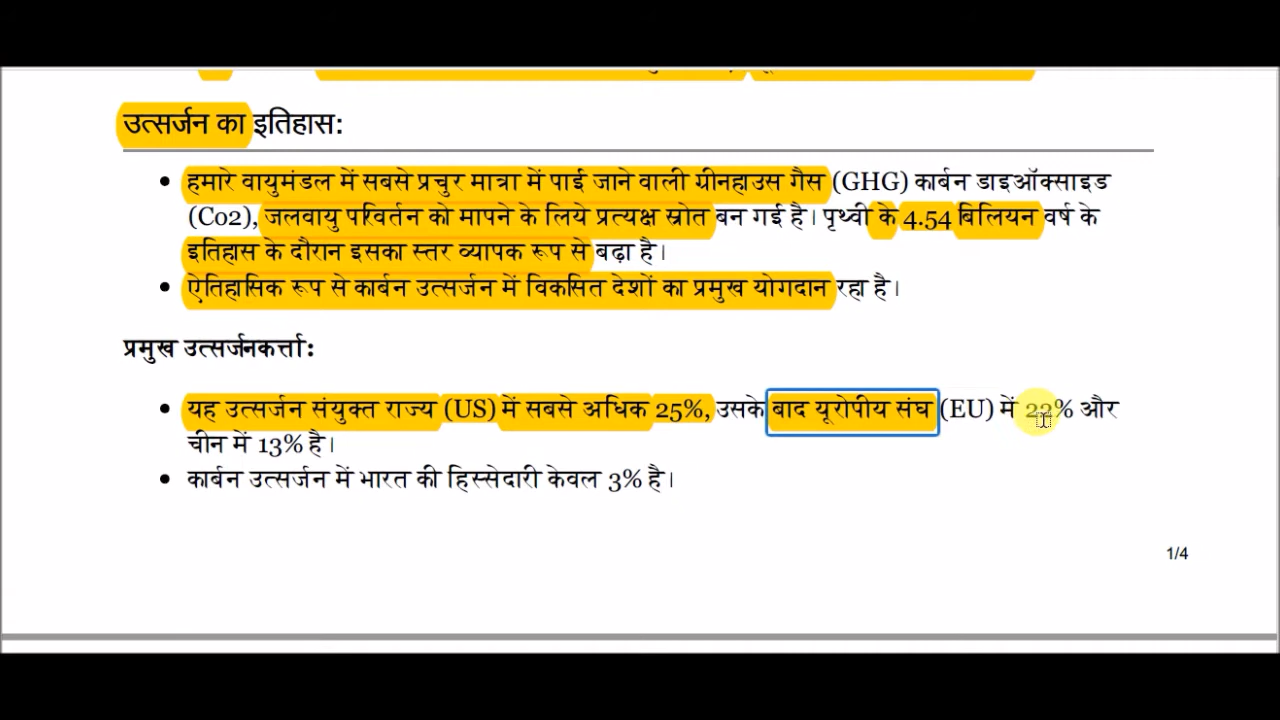 उत्सर्जन का इतिहास:
• हमारे वायुमंडल में सबसे प्रचुर मात्रा में पाई जाने वाली ग्रीनहाउस गैस (GHG) कार्बन डाइऑक्साइड
(Co2), जलवायु परिवर्तन को मापने के लिये प्रत्यक्ष स्रोत बन गई है। पृथ्वी के 4.54 बिलियन वर्ष के
इतिहास के दौरान इसका स्तर व्यापक रूप से बढ़ा है।
• ऐतिहासिक रूप से कार्बन उत्सर्जन में विकसित देशों का प्रमुख योगदान रहा है।
प्रमुख उत्सर्जनकर्त्ता:
• यह उत्सर्जन संयुक्त राज्य (US) में सबसे अधिक 25%, उसके बाद यूरोपीय संघ (EU) में 22% और
चीन में 13% है।
• कार्बन उत्सर्जन में भारत की हिस्सेदारी केवल 3% है।
1/4